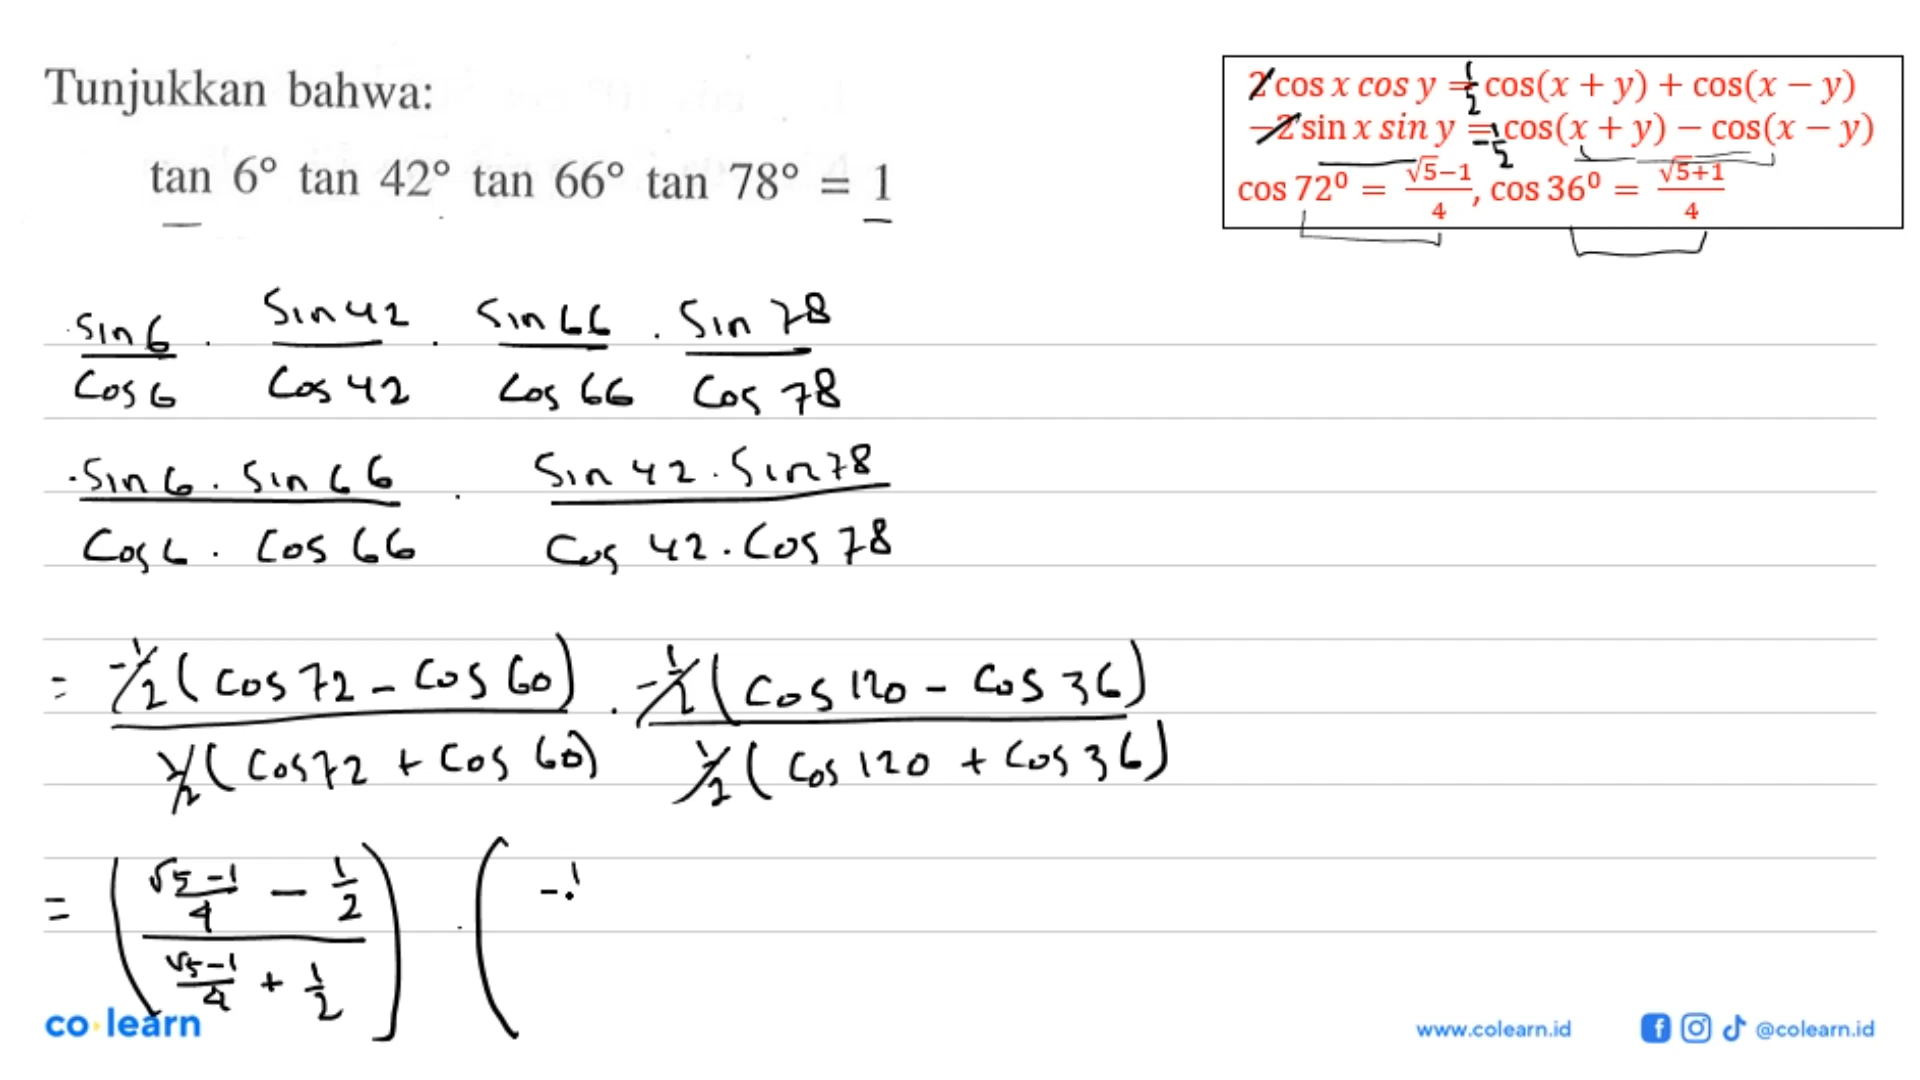 Tunjukkan bahwa:
tan 6° tan 42° tan 66° tan 78° = 1
2 cos x cos y = 1/2 cos(x + y) + cos(x − y)
−2 sin x sin y = -1/2 cos(x + y) − cos(x − y)
cos 72⁰ = (√5−1)/4, cos 36⁰ = (√5+1)/4
sin 6/cos 6 . sin 42/cos 42 . sin 66/cos 66 . sin 78/cos 78
sin 6 . sin 66/cos 6 . cos 66 . sin 42 . sin 78/cos 42 . cos 78
= -1/2 (cos 72 - cos 60)/1/2 (cos 72 + cos 60) . -1/2 (cos 120 - cos 36)/1/2 (cos 120 + cos 36)
= ((√5-1)/4 - 1/2 / (√5-1)/4 + 1/2) . ( -1
co learn
www.colearn.id
@colearn.id